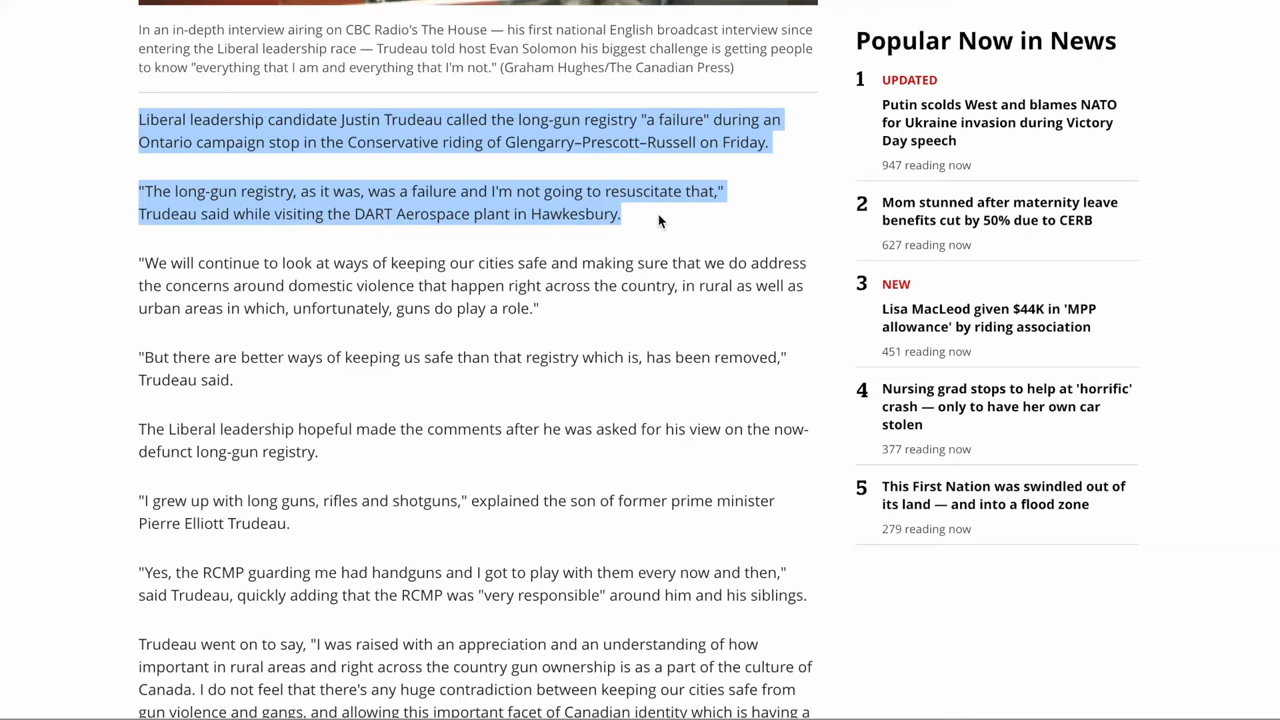 In an in-depth interview airing on CBC Radio's The House — his first national English broadcast interview since
entering the Liberal leadership race — Trudeau told host Evan Solomon his biggest challenge is getting people
to know "everything that I am and everything that I'm not." (Graham Hughes/The Canadian Press)
Liberal leadership candidate Justin Trudeau called the long-gun registry "a failure" during an
Ontario campaign stop in the Conservative riding of Glengarry–Prescott–Russell on Friday.
"The long-gun registry, as it was, was a failure and I'm not going to resuscitate that,"
Trudeau said while visiting the DART Aerospace plant in Hawkesbury.
"We will continue to look at ways of keeping our cities safe and making sure that we do address
the concerns around domestic violence that happen right across the country, in rural as well as
urban areas in which, unfortunately, guns do play a role."
"But there are better ways of keeping us safe than that registry which is, has been removed,"
Trudeau said.
The Liberal leadership hopeful made the comments after he was asked for his view on the now-
defunct long-gun registry.
"I grew up with long guns, rifles and shotguns," explained the son of former prime minister
Pierre Elliott Trudeau.
"Yes, the RCMP guarding me had handguns and I got to play with them every now and then,"
said Trudeau, quickly adding that the RCMP was "very responsible" around him and his siblings.
Trudeau went on to say, "I was raised with an appreciation and an understanding of how
important in rural areas and right across the country gun ownership is as a part of the culture of
Canada. I do not feel that there's any huge contradiction between keeping our cities safe from
gun violence and gangs, and allowing this important facet of Canadian identity which is having a
Popular Now in News
1 UPDATED
Putin scolds West and blames NATO
for Ukraine invasion during Victory
Day speech
947 reading now
2 Mom stunned after maternity leave
benefits cut by 50% due to CERB
627 reading now
3 NEW
Lisa MacLeod given $44K in 'MPP
allowance' by riding association
451 reading now
4 Nursing grad stops to help at 'horrific'
crash — only to have her own car
stolen
377 reading now
5 This First Nation was swindled out of
its land — and into a flood zone
279 reading now